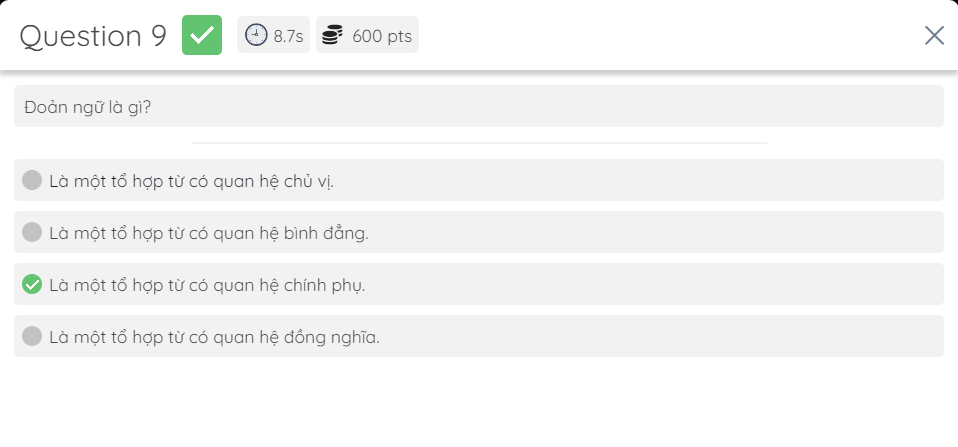 Question 9
8.7s
600 pts
Đoản ngữ là gì?
Là một tổ hợp từ có quan hệ chủ vị.
Là một tổ hợp từ có quan hệ bình đẳng.
Là một tổ hợp từ có quan hệ chính phụ.
Là một tổ hợp từ có quan hệ đồng nghĩa.